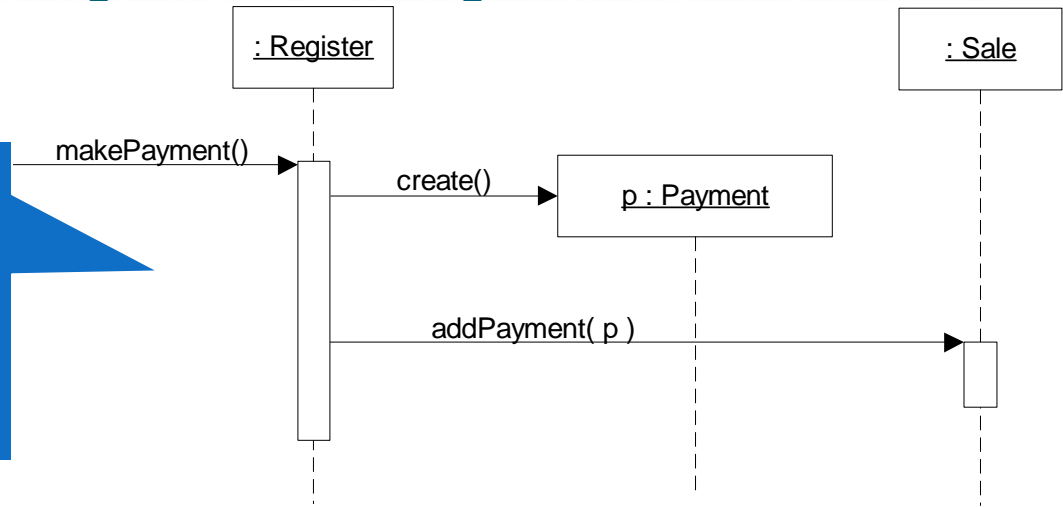 : Register
: Sale
makePayment()
create()
p : Payment
addPayment( p )